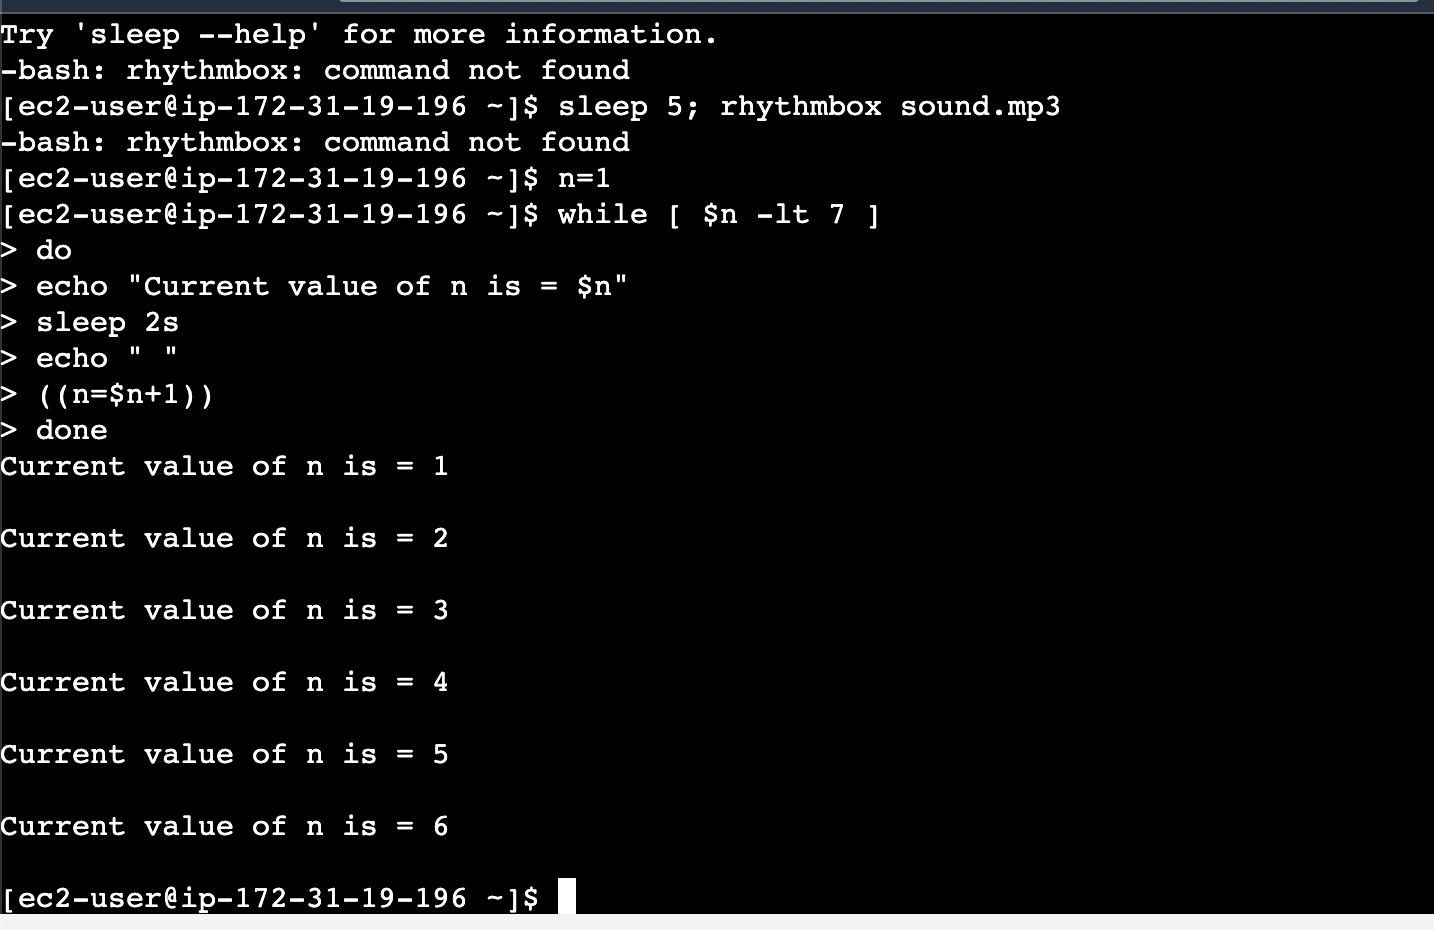 Try 'sleep --help' for more information.
-bash: rhythmbox: command not found
[ec2-user@ip-172-31-19-196 ~]$ sleep 5; rhythmbox sound.mp3
-bash: rhythmbox: command not found
[ec2-user@ip-172-31-19-196 ~]$ n=1
[ec2-user@ip-172-31-19-196 ~]$ while [ $n -lt 7 ]
> do
> echo "Current value of n is = $n"
> sleep 2s
> echo " "
> ((n=$n+1))
> done
Current value of n is = 1
Current value of n is = 2
Current value of n is = 3
Current value of n is = 4
Current value of n is = 5
Current value of n is = 6
[ec2-user@ip-172-31-19-196 ~]$